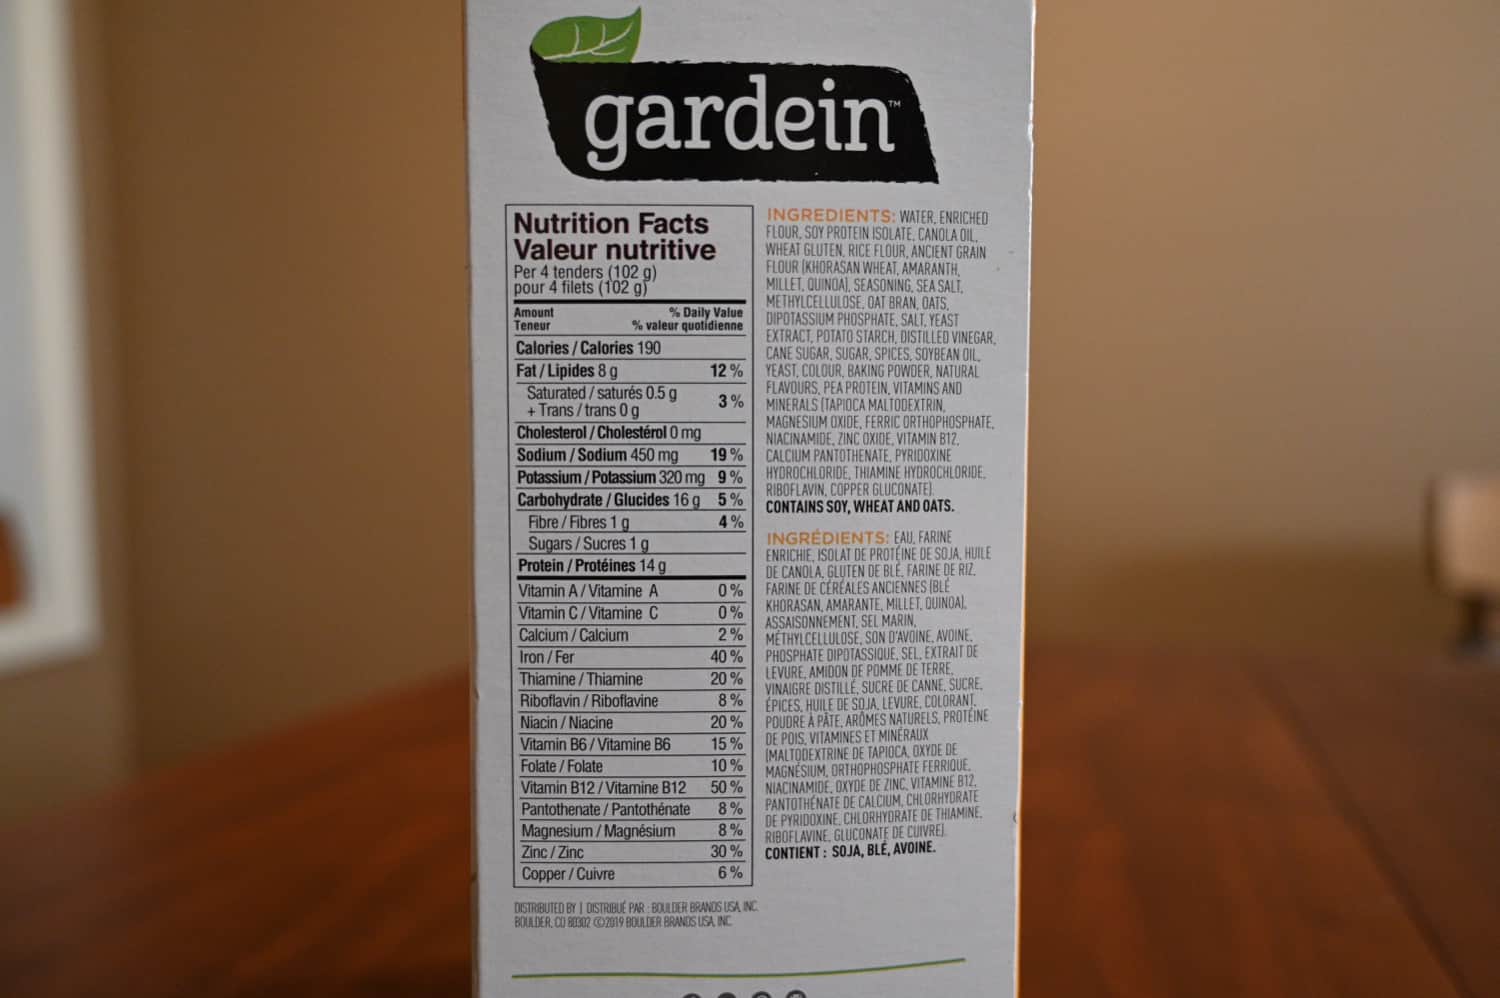 gardein™
Nutrition Facts
Valeur nutritive
Per 4 tenders (102 g)
pour 4 filets (102 g)
Amount % Daily Value
Teneur % valeur quotidienne
Calories / Calories 190
Fat / Lipides 8 g 12 %
Saturated / saturés 0.5 g
+ Trans / trans 0 g 3 %
Cholesterol / Cholestérol 0 mg
Sodium / Sodium 450 mg 19 %
Potassium / Potassium 320 mg 9 %
Carbohydrate / Glucides 16 g 5 %
Fibre / Fibres 1 g 4 %
Sugars / Sucres 1 g
Protein / Protéines 14 g
Vitamin A / Vitamine A 0 %
Vitamin C / Vitamine C 0 %
Calcium / Calcium 2 %
Iron / Fer 40 %
Thiamine / Thiamine 20 %
Riboflavin / Riboflavine 8 %
Niacin / Niacine 20 %
Vitamin B6 / Vitamine B6 15 %
Folate / Folate 10 %
Vitamin B12 / Vitamine B12 50 %
Pantothenate / Pantothénate 8 %
Magnesium / Magnésium 8 %
Zinc / Zinc 30 %
Copper / Cuivre 6 %
INGREDIENTS: WATER, ENRICHED
FLOUR, SOY PROTEIN ISOLATE, CANOLA OIL,
WHEAT GLUTEN, RICE FLOUR, ANCIENT GRAIN
FLOUR (KHORASAN WHEAT, AMARANTH,
MILLET, QUINOA), SEASONING, SEA SALT,
METHYLCELLULOSE, OAT BRAN, OATS,
DIPOTASSIUM PHOSPHATE, SALT, YEAST
EXTRACT, POTATO STARCH, DISTILLED VINEGAR,
CANE SUGAR, SUGAR, SPICES, SOYBEAN OIL,
YEAST, COLOUR, BAKING POWDER, NATURAL
FLAVOURS, PEA PROTEIN, VITAMINS AND
MINERALS (TAPIOCA MALTODEXTRIN,
MAGNESIUM OXIDE, FERRIC ORTHOPHOSPHATE,
NIACINAMIDE, ZINC OXIDE, VITAMIN B12,
CALCIUM PANTOTHENATE, PYRIDOXINE
HYDROCHLORIDE, THIAMINE HYDROCHLORIDE,
RIBOFLAVIN, COPPER GLUCONATE).
CONTAINS SOY, WHEAT AND OATS.
INGRÉDIENTS: EAU, FARINE
ENRICHIE, ISOLAT DE PROTÉINE DE SOJA, HUILE
DE CANOLA, GLUTEN DE BLÉ, FARINE DE RIZ,
FARINE DE CÉRÉALES ANCIENNES (BLÉ
KHORASAN, AMARANTE, MILLET, QUINOA),
ASSAISONNEMENT, SEL MARIN,
MÉTHYLCELLULOSE, SON D'AVOINE, AVOINE,
PHOSPHATE DIPOTASSIQUE, SEL, EXTRAIT DE
LEVURE, AMIDON DE POMME DE TERRE,
VINAIGRE DISTILLÉ, SUCRE DE CANNE, SUCRE,
ÉPICES, HUILE DE SOJA, LEVURE, COLORANT,
POUDRE À PÂTE, ARÔMES NATURELS, PROTÉINE
DE POIS, VITAMINES ET MINÉRAUX
(MALTODEXTRINE DE TAPIOCA, OXYDE DE
MAGNÉSIUM, ORTHOPHOSPHATE FERRIQUE,
NIACINAMIDE, OXYDE DE ZINC, VITAMINE B12,
PANTOTHÉNATE DE CALCIUM, CHLORHYDRATE
DE PYRIDOXINE, CHLORHYDRATE DE THIAMINE,
RIBOFLAVINE, GLUCONATE DE CUIVRE).
CONTIENT : SOJA, BLÉ, AVOINE.
DISTRIBUTED BY | DISTRIBUÉ PAR : BOULDER BRANDS USA, INC.
BOULDER, CO 80302 ©2019 BOULDER BRANDS USA, INC.